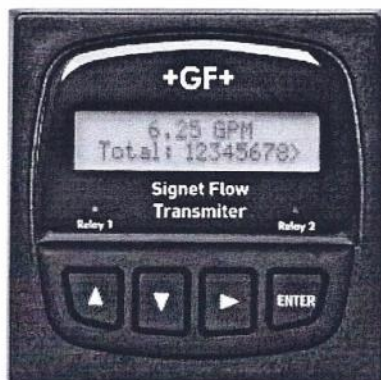 +GF+
6.25 GPM
Total: 12345678>
Signet Flow
Transmiter
Relay 1
Relay 2
ENTER